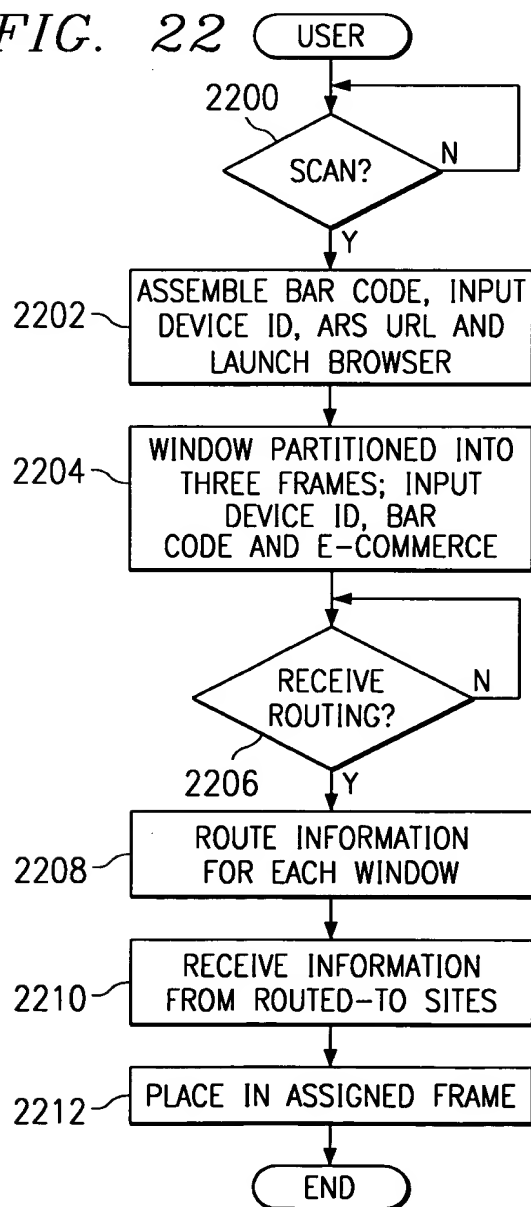 FIG. 22
USER
2200
SCAN?
N
Y
2202
ASSEMBLE BAR CODE, INPUT
DEVICE ID, ARS URL AND
LAUNCH BROWSER
2204
WINDOW PARTITIONED INTO
THREE FRAMES; INPUT
DEVICE ID, BAR
CODE AND E-COMMERCE
RECEIVE
ROUTING?
N
2206
Y
2208
ROUTE INFORMATION
FOR EACH WINDOW
2210
RECEIVE INFORMATION
FROM ROUTED-TO SITES
2212
PLACE IN ASSIGNED FRAME
END